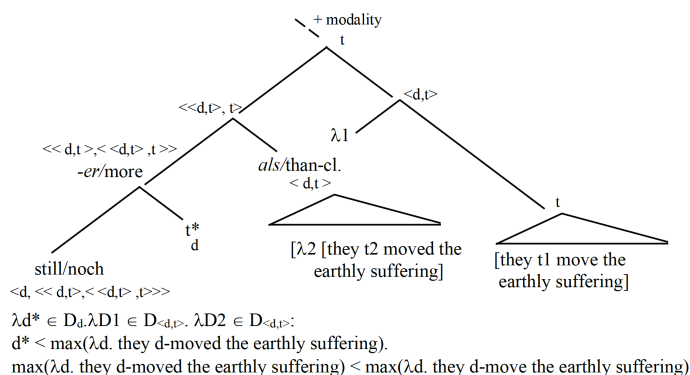 + modality
t
<<d,t>, t>
<d,t>
λ1
<< d,t >,< <d,t> ,t >>
-er/more
als/than-cl.
< d,t >
t
t*
d
[λ2 [they t2 moved the
earthly suffering]
[they t1 move the
earthly suffering]
still/noch
<d, << d,t>,< <d,t> ,t>>>
λd* ∈ Dd.λD1 ∈ D<d,t>. λD2 ∈ D<d,t>:
d* < max(λd. they d-moved the earthly suffering).
max(λd. they d-moved the earthly suffering) < max(λd. they d-move the earthly suffering)